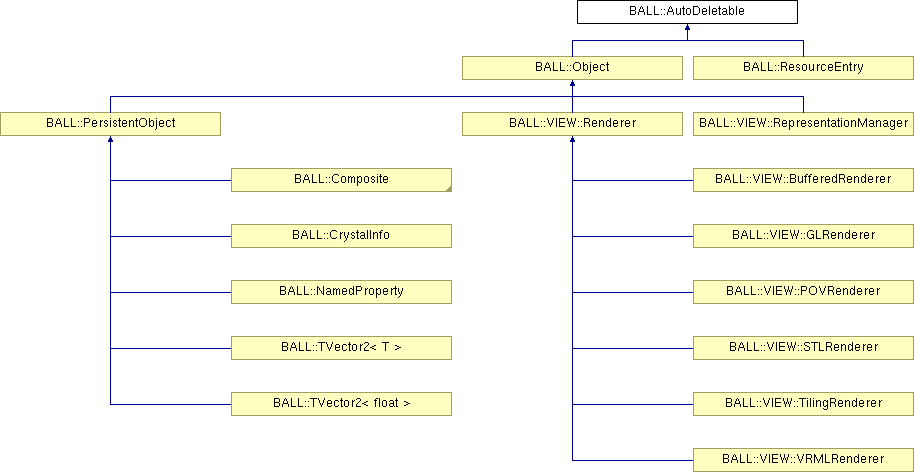 BALL::AutoDeletable
BALL::Object
BALL::ResourceEntry
BALL::PersistentObject
BALL::VIEW::Renderer
BALL::VIEW::RepresentationManager
BALL::Composite
BALL::VIEW::BufferedRenderer
BALL::CrystalInfo
BALL::VIEW::GLRenderer
BALL::NamedProperty
BALL::VIEW::POVRenderer
BALL::TVector2< T >
BALL::VIEW::STLRenderer
BALL::TVector2< float >
BALL::VIEW::TilingRenderer
BALL::VIEW::VRMLRenderer